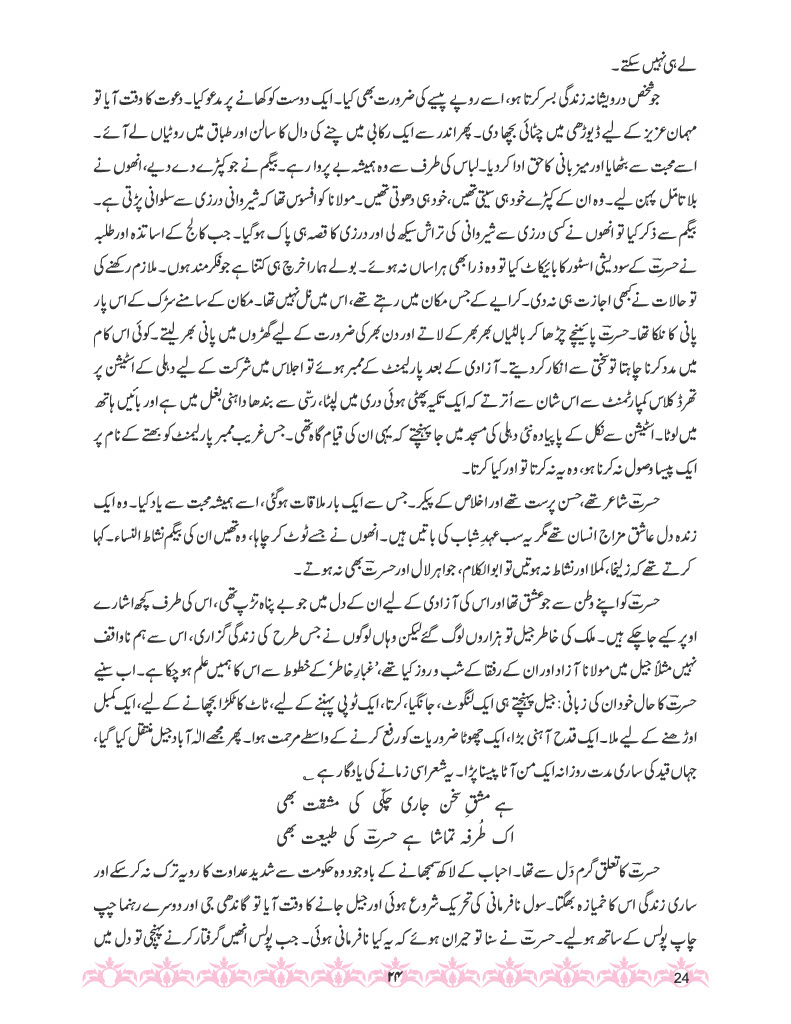 لے ہی نہیں سکتے۔
جو شخص درویشانہ زندگی بسر کرتا ہو، اسے روپے پیسے کی ضرورت بھی کیا۔ ایک دوست کو کھانے پر مدعو کیا۔ دعوت کا وقت آیا تو
مہمان عزیز کے لیے ڈیوڑھی میں چٹائی بچھا دی۔ پھر اندر سے ایک رکابی میں چنے کی دال کا سالن اور طباق میں روٹیاں لے آئے۔
اسے محبت سے بٹھایا اور میزبانی کا حق ادا کردیا۔ لباس کی طرف سے وہ ہمیشہ بے پروا رہے۔ بیگم نے جو کپڑے دے دیے، انھوں نے
بلا تامّل پہن لیے۔ وہ ان کے کپڑے خود ہی سیتی تھیں، خود ہی دھوتی تھیں۔ مولانا کو افسوس تھا کہ شیروانی درزی سے سلوانی پڑتی ہے۔
بیگم سے ذکر کیا تو انھوں نے کسی درزی سے شیروانی کی تراش سیکھ لی اور درزی کا قصہ ہی پاک ہوگیا۔ جب کالج کے اساتذہ اور طلبہ
نے حسرتؔ کے سودیشی اسٹور کا بائیکاٹ کیا تو وہ ذرا بھی ہراساں نہ ہوئے۔ بولے ہمارا خرچ ہی کتنا ہے جو فکر مند ہوں۔ ملازم رکھنے کی
تو حالات نے کبھی اجازت ہی نہ دی۔ کرایے کے جس مکان میں رہتے تھے، اس میں نل نہیں تھا۔ مکان کے سامنے سڑک کے اس پار
پانی کا نلکا تھا۔ حسرتؔ پائینچے چڑھا کر بالٹیاں بھر بھر کے لاتے اور دن بھر کی ضرورت کے لیے گھڑوں میں پانی بھر لیتے۔ کوئی اس کام
میں مدد کرنا چاہتا تو سختی سے انکار کر دیتے۔ آزادی کے بعد پارلیمنٹ کے ممبر ہوئے تو اجلاس میں شرکت کے لیے دہلی کے اسٹیشن پر
تھرڈ کلاس کمپارٹمنٹ سے اس شان سے اُترتے کہ ایک تکیہ پھٹی ہوئی دری میں لپٹا، رسّی سے بندھا داہنی بغل میں ہے اور بائیں ہاتھ
میں لوٹا۔ اسٹیشن سے نکل کے پا پیادہ نئی دہلی کی مسجد میں جا پہنچتے کہ یہی ان کی قیام گاہ تھی۔ جس غریب ممبر پارلیمنٹ کو بھتے کے نام پر
ایک پیسا وصول نہ کرنا ہو، وہ یہ نہ کرتا تو اور کیا کرتا۔
حسرتؔ شاعر تھے، حسن پرست تھے اور اخلاص کے پیکر۔ جس سے ایک بار ملاقات ہوگئی، اسے ہمیشہ محبت سے یاد کیا۔ وہ ایک
زندہ دل عاشق مزاج انسان تھے مگر یہ سب عہدِ شباب کی باتیں ہیں۔ انھوں نے جسے ٹوٹ کر چاہا، وہ تھیں ان کی بیگم نشاط النساء۔ کہا
کرتے تھے کہ زلیخا، کملا اور نشاط نہ ہوتیں تو ابوالکلام، جواہر لال اور حسرتؔ بھی نہ ہوتے۔
حسرتؔ کو اپنے وطن سے جو عشق تھا اور اس کی آزادی کے لیے ان کے دل میں جو بے پناہ تڑپ تھی، اس کی طرف کچھ اشارے
اوپر کیے جا چکے ہیں۔ ملک کی خاطر جیل تو ہزاروں لوگ گئے لیکن وہاں لوگوں نے جس طرح کی زندگی گزاری، اس سے ہم ناواقف
نہیں مثلاً جیل میں مولانا آزاد اور ان کے رفقا کے شب و روز کیا تھے، ’غبارِ خاطر‘ کے خطوط سے اس کا ہمیں علم ہو چکا ہے۔ اب سنیے
حسرتؔ کا حال خود ان کی زبانی: جیل پہنچتے ہی ایک لنگوٹ، جانگیا، کرتا، ایک ٹوپی پہننے کے لیے، ٹاٹ کا ٹکڑا بچھانے کے لیے، ایک کمبل
اوڑھنے کے لیے ملا۔ ایک قدح آہنی بڑا، ایک چھوٹا ضروریات کو رفع کرنے کے واسطے مرحمت ہوا۔ پھر مجھے الٰہ آباد جیل منتقل کیا گیا،
جہاں قید کی ساری مدت روزانہ ایک من آٹا پیسنا پڑا۔ یہ شعر اسی زمانے کی یادگار ہے ؎
ہے مشقِ سخن جاری چکّی کی مشقت بھی
اک طُرفہ تماشا ہے حسرتؔ کی طبیعت بھی
حسرتؔ کا تعلق گرم دَل سے تھا۔ احباب کے لاکھ سمجھانے کے باوجود وہ حکومت سے شدید عداوت کا رویہ ترک نہ کر سکے اور
ساری زندگی اس کا خمیازہ بھگتا۔ سول نافرمانی کی تحریک شروع ہوئی اور جیل جانے کا وقت آیا تو گاندھی جی اور دوسرے رہنما چپ
چاپ پولس کے ساتھ ہولیے۔ حسرتؔ نے سنا تو حیران ہوئے کہ یہ کیا نافرمانی ہوئی۔ جب پولس انھیں گرفتار کرنے پہنچی تو دل میں
۲۴ 24